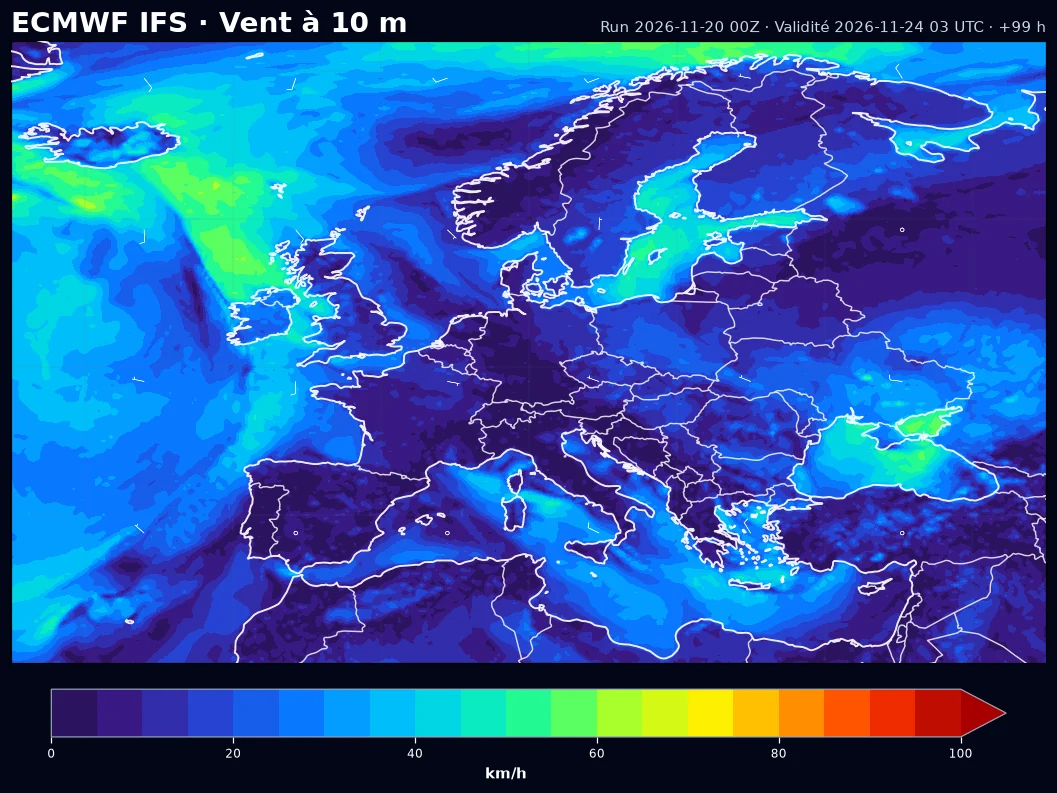 ECMWF IFS · Vent à 10 m
Run 2026-11-20 00Z · Validité 2026-11-24 03 UTC · +99 h
0 20 40 60 80 100
km/h